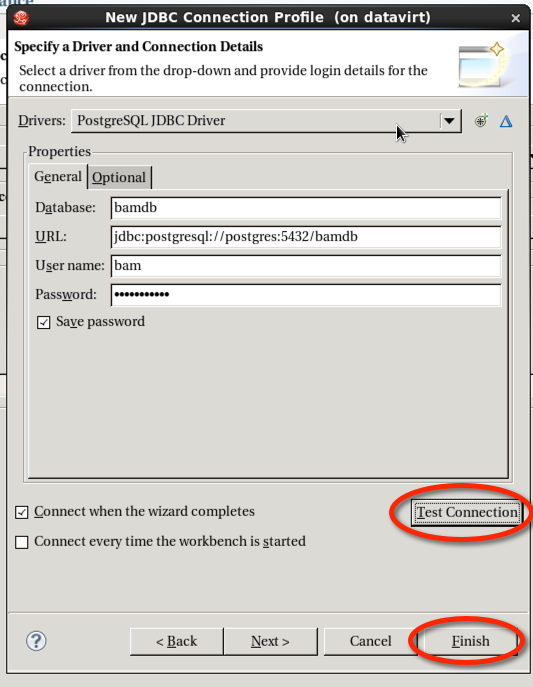 New JDBC Connection Profile (on datavirt)
Specify a Driver and Connection Details
Select a driver from the drop-down and provide login details for the
connection.
Drivers: PostgreSQL JDBC Driver
Properties
General Optional
Database: bamdb
URL: jdbc:postgresql://postgres:5432/bamdb
User name: bam
Password: •••••••••••
Save password
Connect when the wizard completes
Test Connection
Connect every time the workbench is started
< Back Next > Cancel Finish